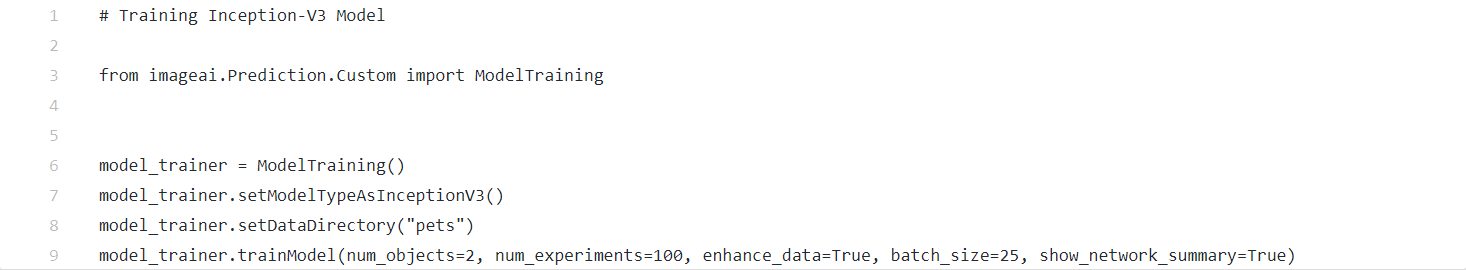 1 # Training Inception-V3 Model
2
3 from imageai.Prediction.Custom import ModelTraining
4
5
6 model_trainer = ModelTraining()
7 model_trainer.setModelTypeAsInceptionV3()
8 model_trainer.setDataDirectory("pets")
9 model_trainer.trainModel(num_objects=2, num_experiments=100, enhance_data=True, batch_size=25, show_network_summary=True)